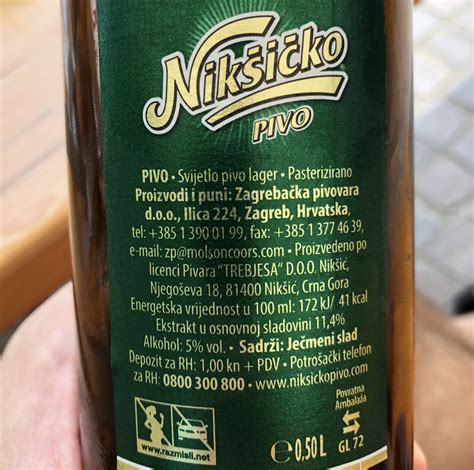 Nikšičko
PIVO
PIVO • Svijetlo pivo lager • Pasterizirano
Proizvodi i puni: Zagrebačka pivovara
d.o.o., Ilica 224, Zagreb, Hrvatska,
tel: +385 1 390 01 99, fax: +385 1 377 46 39,
e-mail: zp@molsoncoors.com • Proizvedeno po
licenci Pivara "TREBJESA" D.O.O. Nikšić,
Njegoševa 18, 81400 Nikšić, Crna Gora
Energetska vrijednost u 100 ml: 172 kJ/ 41 kcal
Ekstrakt u osnovnoj sladovini 11,4%
Alkohol: 5% vol. • Sadrži: Ječmeni slad
Depozit za RH: 1,00 kn + PDV • Potrošački telefon
za RH: 0800 300 800 • www.niksickopivo.com
Povratna
Ambalaža
www.razmisli.net
℮ 0,50 L
GL 72